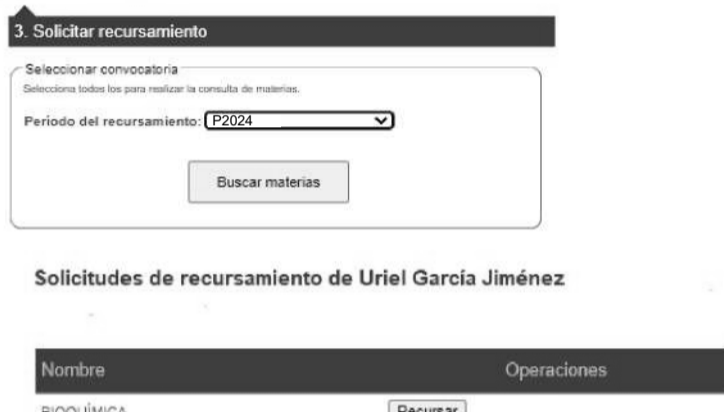 3. Solicitar recursamiento
Seleccionar convocatoria
Selecciona todos los para realizar la consulta de materias.
Periodo del recursamiento: P2024
Buscar materias
Solicitudes de recursamiento de Uriel García Jiménez
Nombre Operaciones
BIOQUÍMICA Recursar